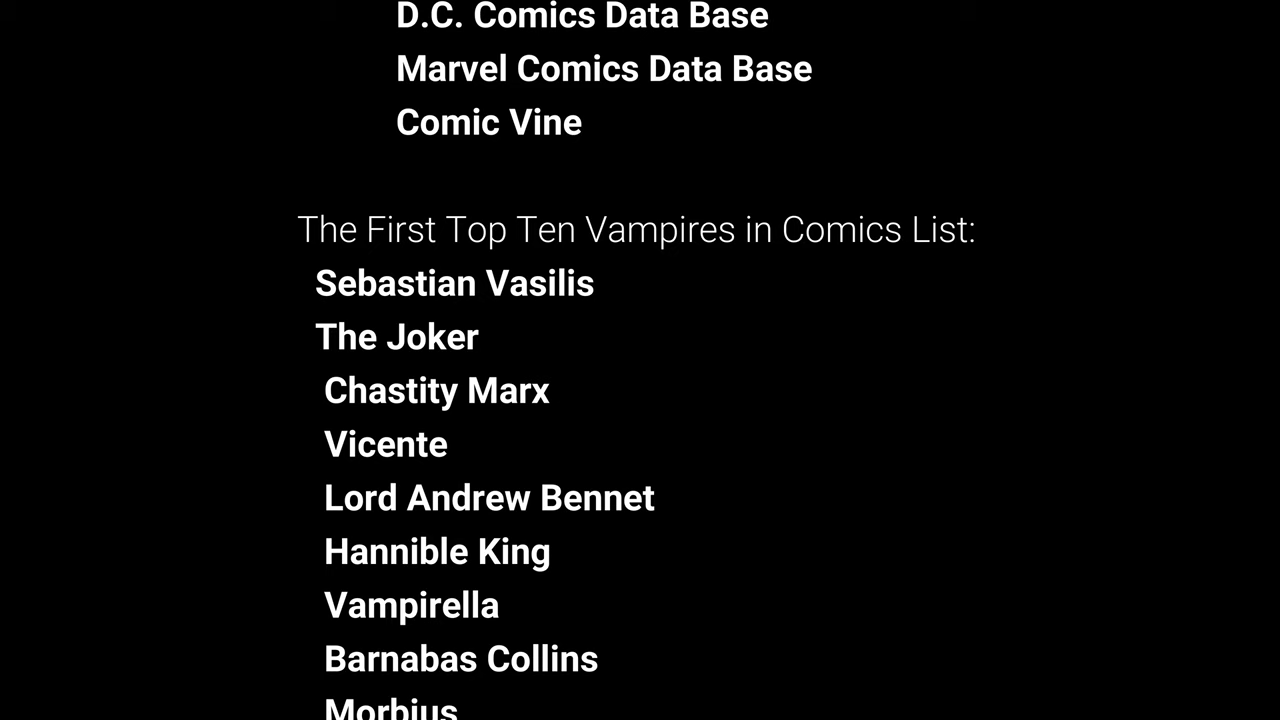 D.C. Comics Data Base
Marvel Comics Data Base
Comic Vine
The First Top Ten Vampires in Comics List:
Sebastian Vasilis
The Joker
Chastity Marx
Vicente
Lord Andrew Bennet
Hannible King
Vampirella
Barnabas Collins
Morbius